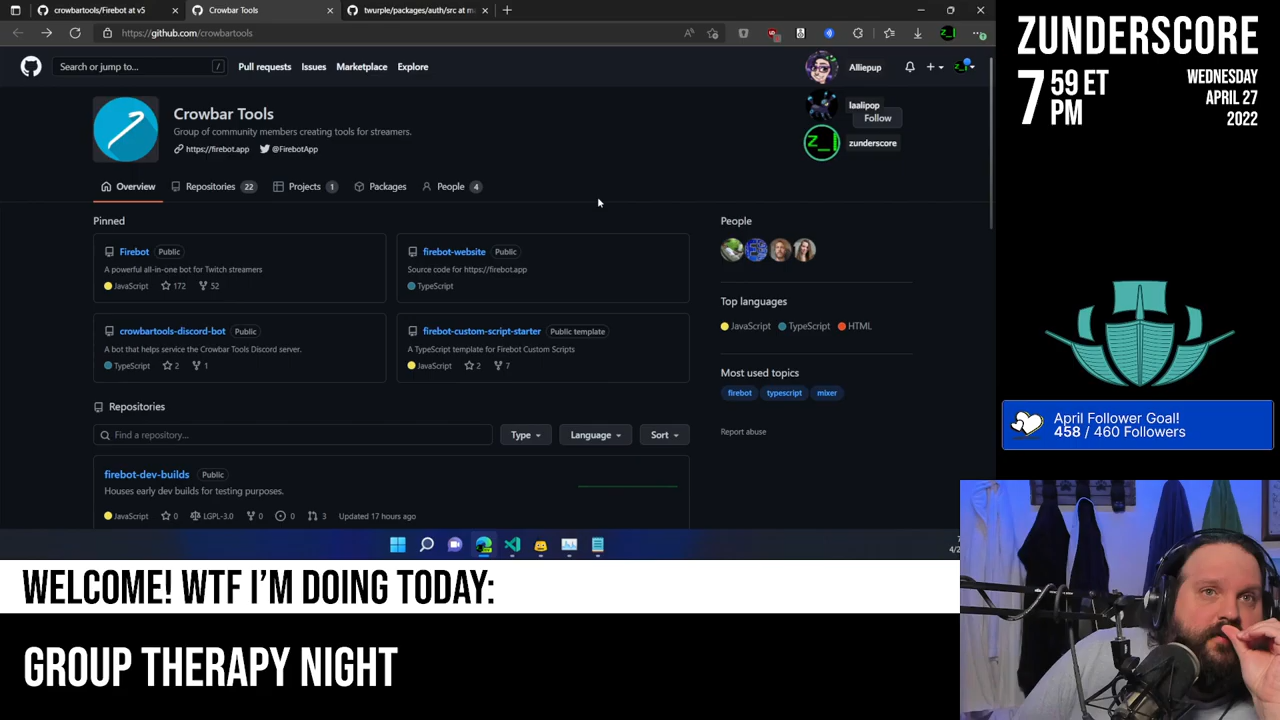 crowbartools/Firebot at v5
Crowbar Tools
twurple/packages/auth/src at m
https://github.com/crowbartools
Search or jump to...
/
Pull requests
Issues
Marketplace
Explore
Alliepup
laalipop
Follow
zunderscore
Crowbar Tools
Group of community members creating tools for streamers.
https://firebot.app
@FirebotApp
Overview
Repositories 22
Projects 1
Packages
People 4
Pinned
Firebot Public
A powerful all-in-one bot for Twitch streamers
JavaScript 172 52
firebot-website Public
Source code for https://firebot.app
TypeScript
crowbartools-discord-bot Public
A bot that helps service the Crowbar Tools Discord server.
TypeScript 2 1
firebot-custom-script-starter Public template
A TypeScript template for Firebot Custom Scripts
JavaScript 2 7
People
Top languages
JavaScript TypeScript HTML
Most used topics
firebot typescript mixer
Report abuse
Repositories
Find a repository...
Type
Language
Sort
firebot-dev-builds Public
Houses early dev builds for testing purposes.
JavaScript 0 LGPL-3.0 0 0 3 Updated 17 hours ago
ZUNDERSCORE
7 59 ET
PM
WEDNESDAY
APRIL 27
2022
April Follower Goal!
458 / 460 Followers
WELCOME! WTF I'M DOING TODAY:
GROUP THERAPY NIGHT